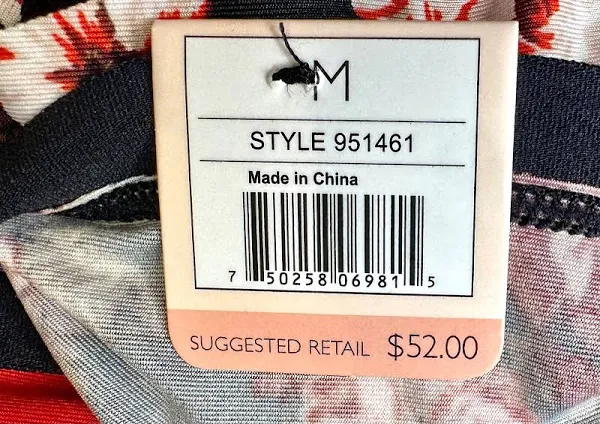 M
STYLE 951461
Made in China
7 50258 06981 5
SUGGESTED RETAIL $52.00